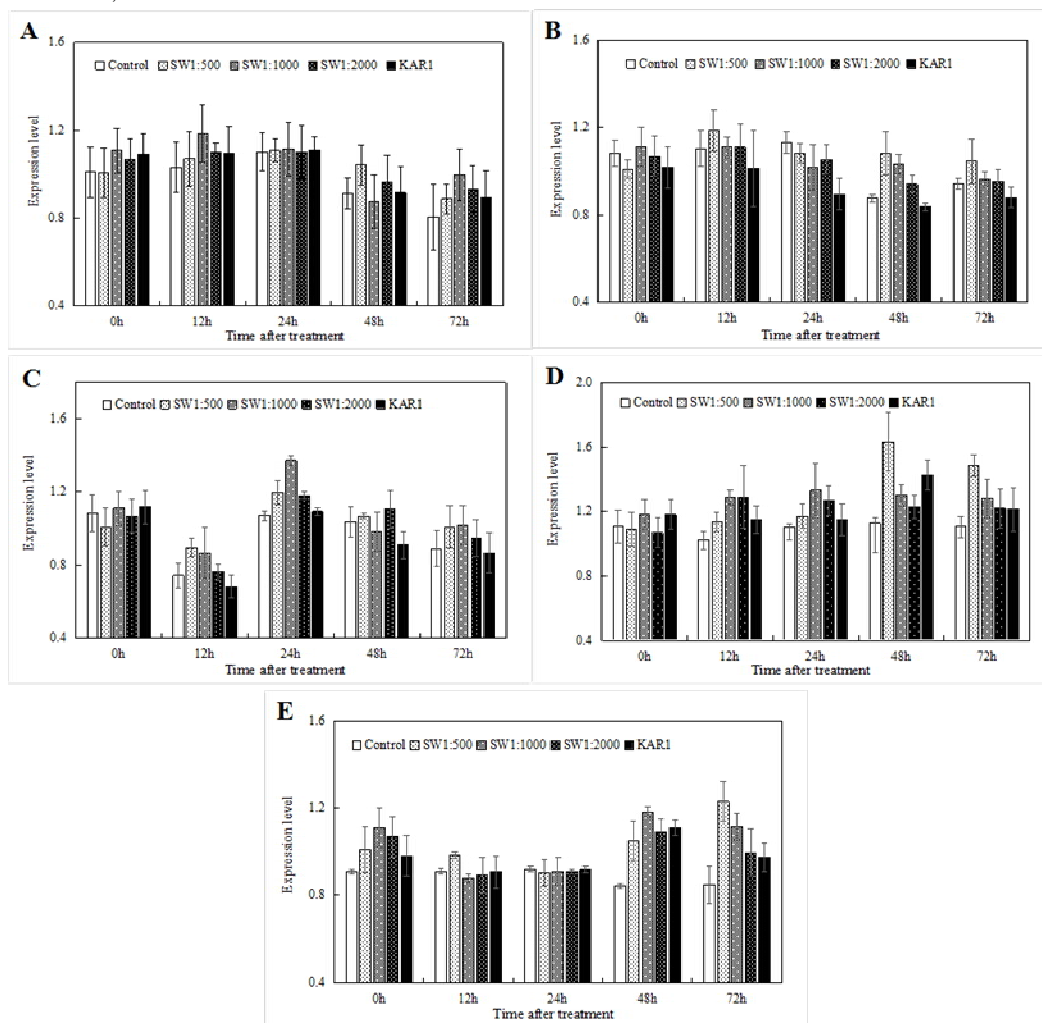 A
1.6
Control SW1:500 SW1:1000 SW1:2000 KAR1
1.2
Expression level
0.8
0.4
0h 12h 24h 48h 72h
Time after treatment
B
1.6
Control SW1:500 SW1:1000 SW1:2000 KAR1
1.2
Expression level
0.8
0.4
0h 12h 24h 48h 72h
Time after treatment
C
Control SW1:500 SW1:1000 SW1:2000 KAR1
1.6
1.2
Expression level
0.8
0.4
0h 12h 24h 48h 72h
Time after treatment
D
2.0
Control SW1:500 SW1:1000 SW1:2000 KAR1
1.6
Expression level
1.2
0.8
0.4
0h 12h 24h 48h 72h
Time after treatment
E
1.6
Control SW1:500 SW1:1000 SW1:2000 KAR1
1.2
Expression level
0.8
0.4
0h 12h 24h 48h 72h
Time after treatment